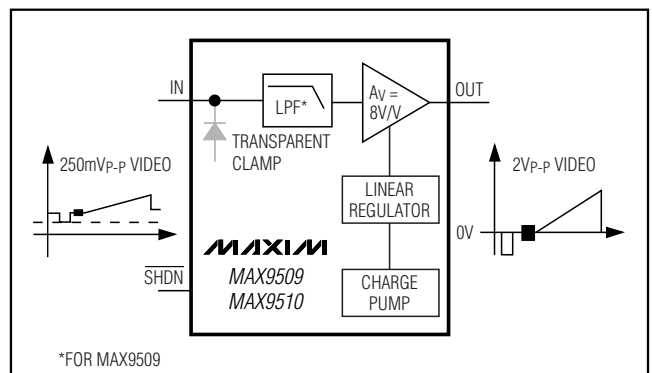 IN
LPF*
AV =
8V/V
OUT
TRANSPARENT
CLAMP
250mVP-P VIDEO
2VP-P VIDEO
LINEAR
REGULATOR
0V
MAXIM
SHDN
MAX9509
MAX9510
CHARGE
PUMP
*FOR MAX9509